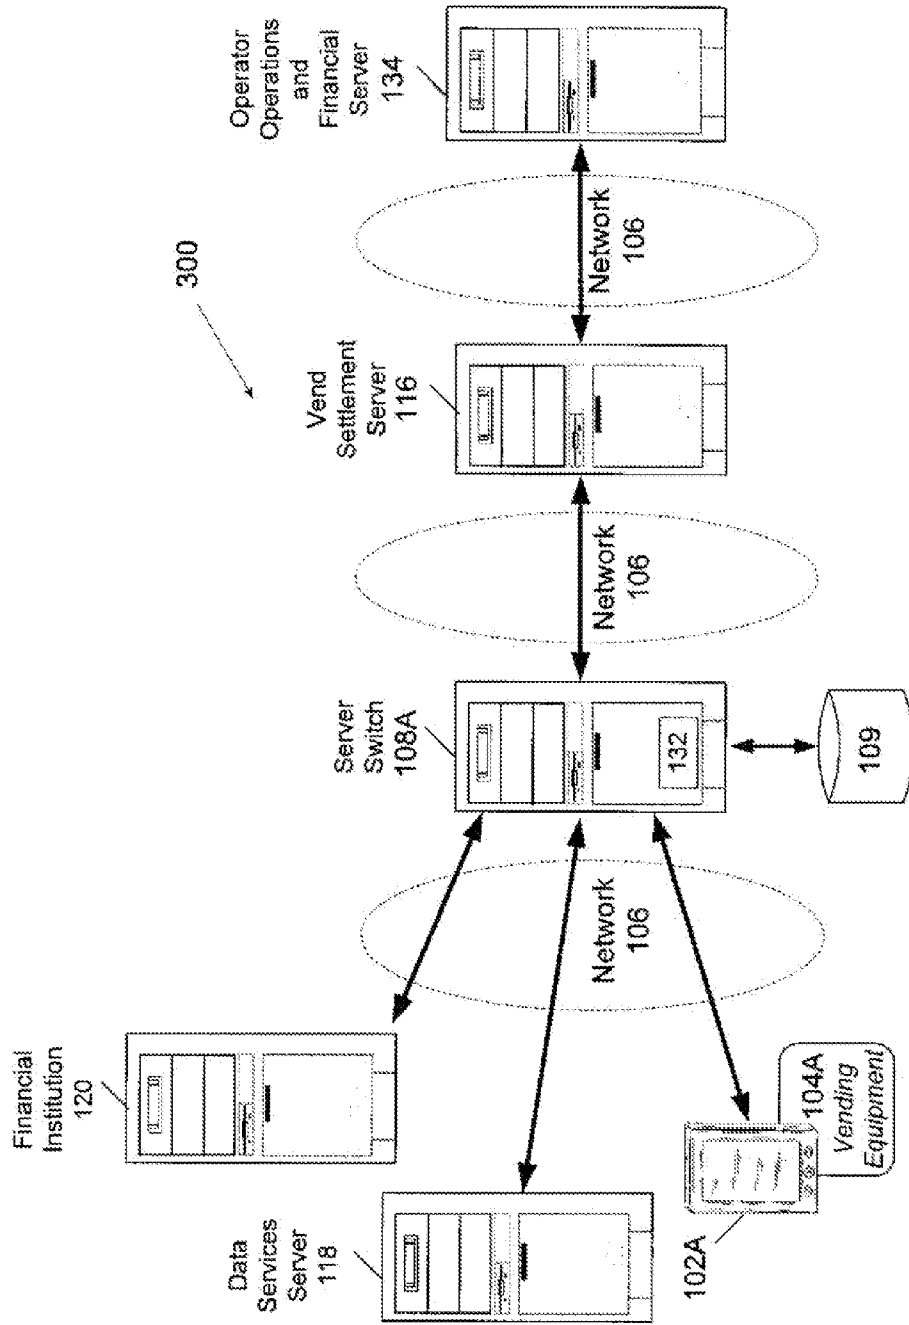 Financial
Institution
120
Data
Services
Server
118
102A
104A
Vending
Equipment
Network
106
Server
Switch
108A
132
109
Network
106
Vend
Settlement
Server
116
300
Network
106
Operator
Operations
and
Financial
Server
134